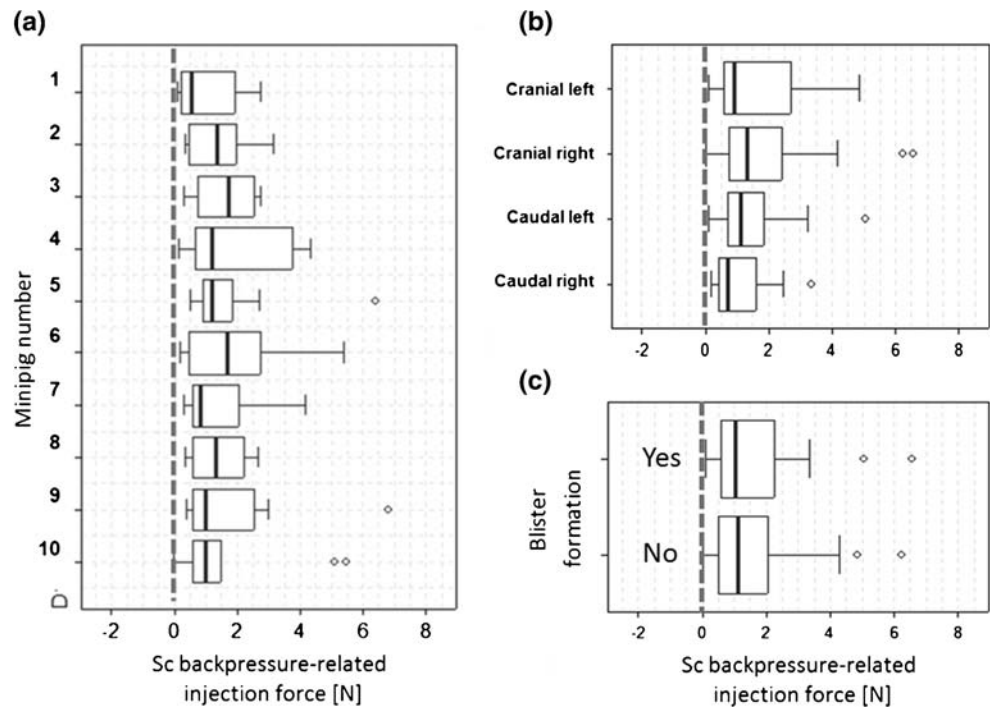 (a)
1
2
3
4
5
6
7
8
9
10
Minipig number
-2 0 2 4 6 8
Sc backpressure-related
injection force [N]
(b)
Cranial left
Cranial right
Caudal left
Caudal right
-2 0 2 4 6 8
(c)
Yes
No
Blister
formation
-2 0 2 4 6 8
Sc backpressure-related
injection force [N]